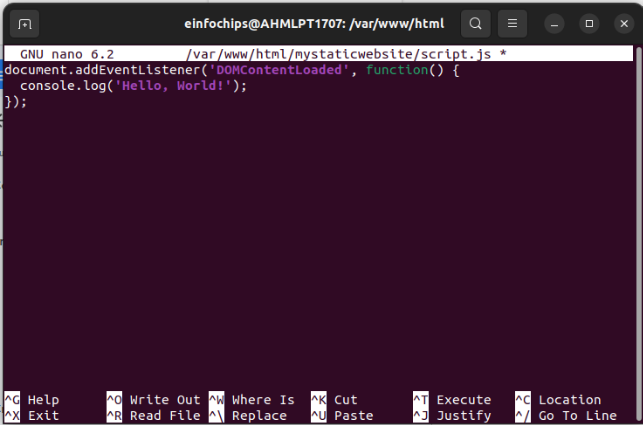 einfochips@AHMLPT1707: /var/www/html
GNU nano 6.2 /var/www/html/mystaticwebsite/script.js *
document.addEventListener('DOMContentLoaded', function() {
  console.log('Hello, World!');
});
^G Help ^O Write Out ^W Where Is ^K Cut ^T Execute ^C Location
^X Exit ^R Read File ^\ Replace ^U Paste ^J Justify ^/ Go To Line